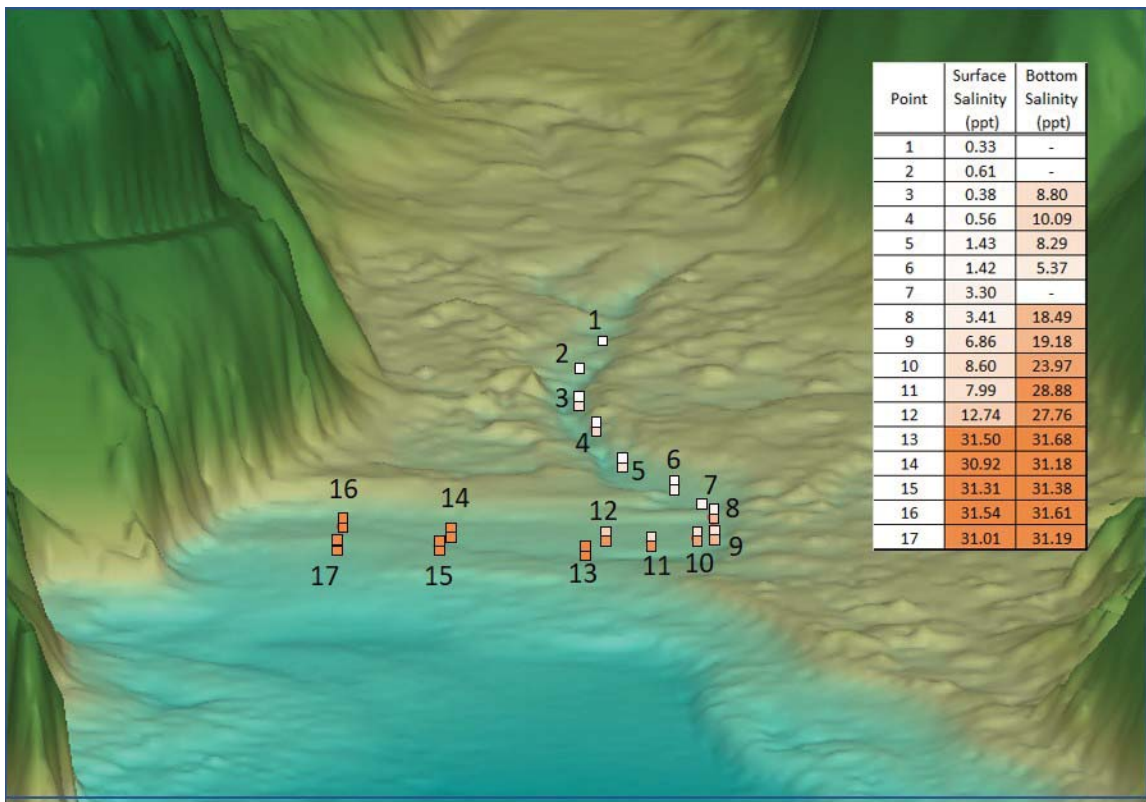 Point Surface Salinity (ppt) Bottom Salinity (ppt)
1 0.33 -
2 0.61 -
3 0.38 8.80
4 0.56 10.09
5 1.43 8.29
6 1.42 5.37
7 3.30 -
8 3.41 18.49
9 6.86 19.18
10 8.60 23.97
11 7.99 28.88
12 12.74 27.76
13 31.50 31.68
14 30.92 31.18
15 31.31 31.38
16 31.54 31.61
17 31.01 31.19
1
2
3
4
5
6
7
8
16
14
12
9
17
15
13
11
10